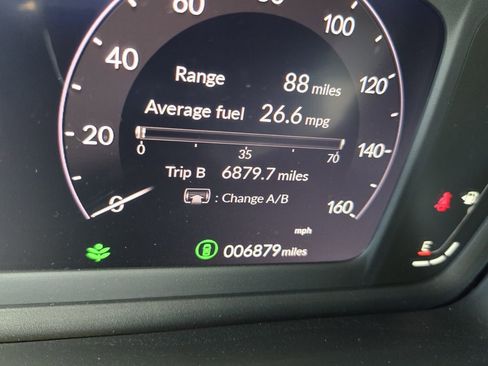 60
80
100
Range 88 miles
120
Average fuel 26.6 mpg
20
0 35 70
140
Trip B 6879.7 miles
: Change A/B
0
160
mph
006879 miles
E